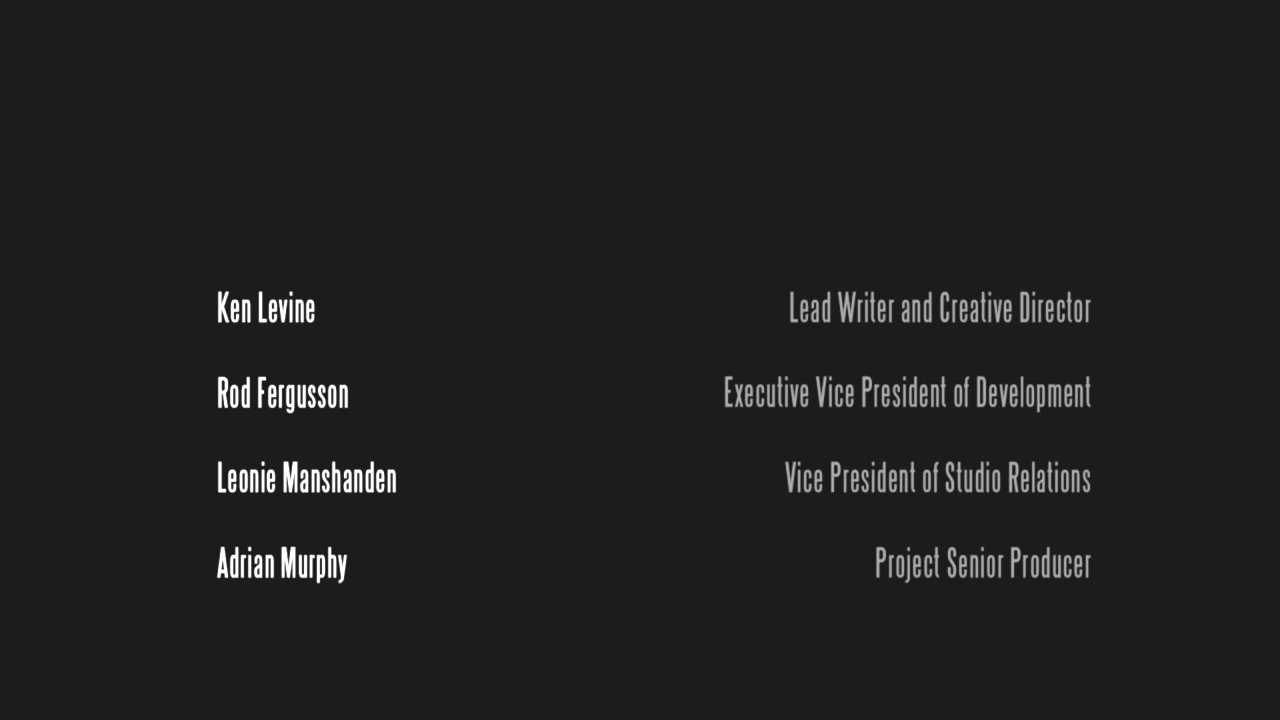 Ken Levine Lead Writer and Creative Director
Rod Fergusson Executive Vice President of Development
Leonie Manshanden Vice President of Studio Relations
Adrian Murphy Project Senior Producer